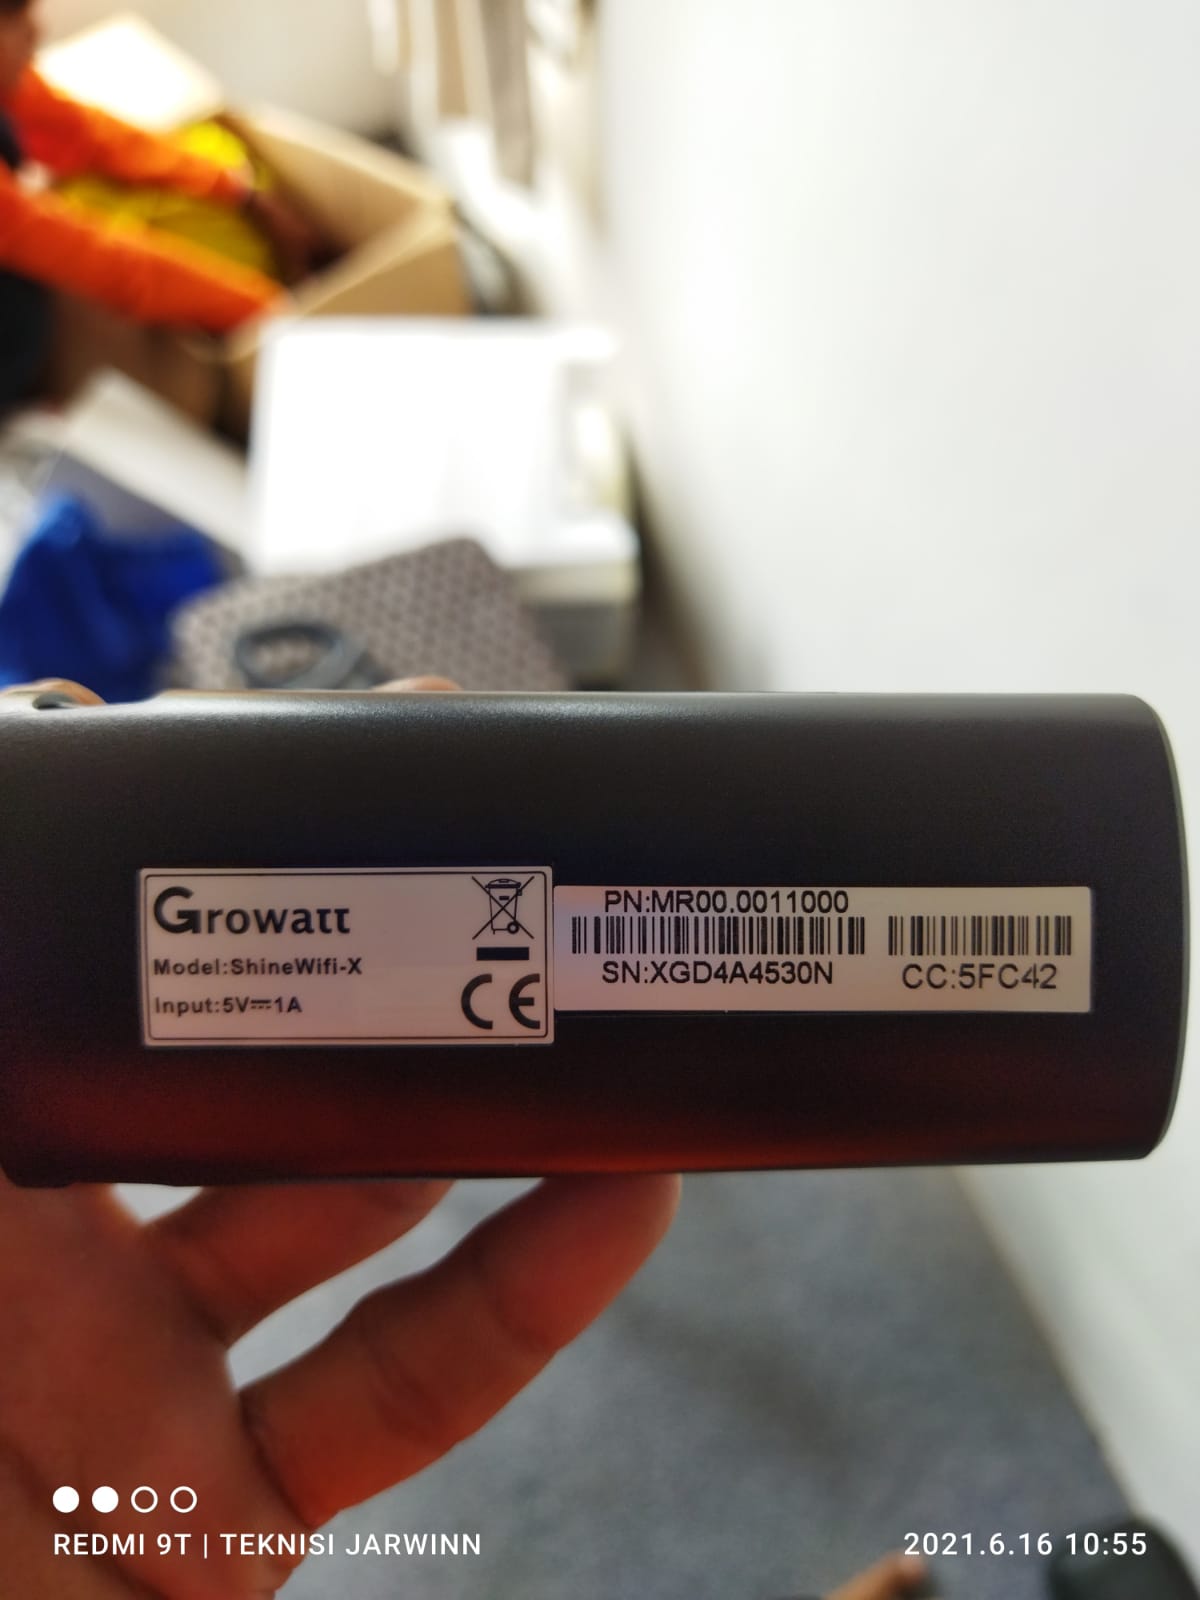 Growatt
Model:ShineWifi-X
Input:5V⎓1A
CE
PN:MR00.0011000
SN:XGD4A4530N
CC:5FC42
REDMI 9T | TEKNISI JARWINN
2021.6.16 10:55